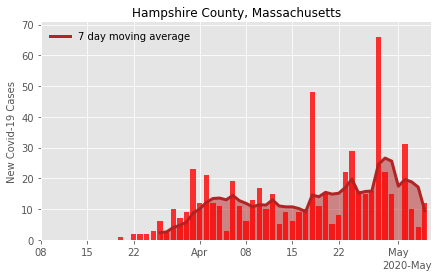 Hampshire County, Massachusetts
7 day moving average
New Covid-19 Cases
70
60
50
40
30
20
10
0
08 15 22 Apr 08 15 22 May
2020-May